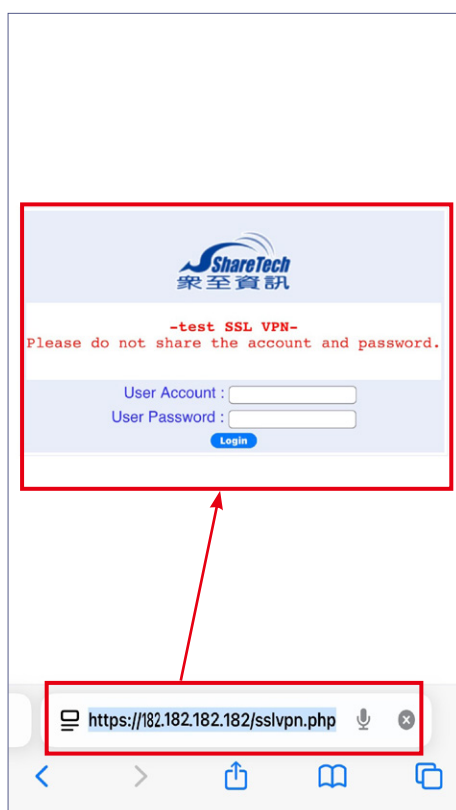 ShareTech
眾至資訊
-test SSL VPN-
Please do not share the account and password.
User Account :
User Password :
Login
https://182.182.182.182/sslvpn.php